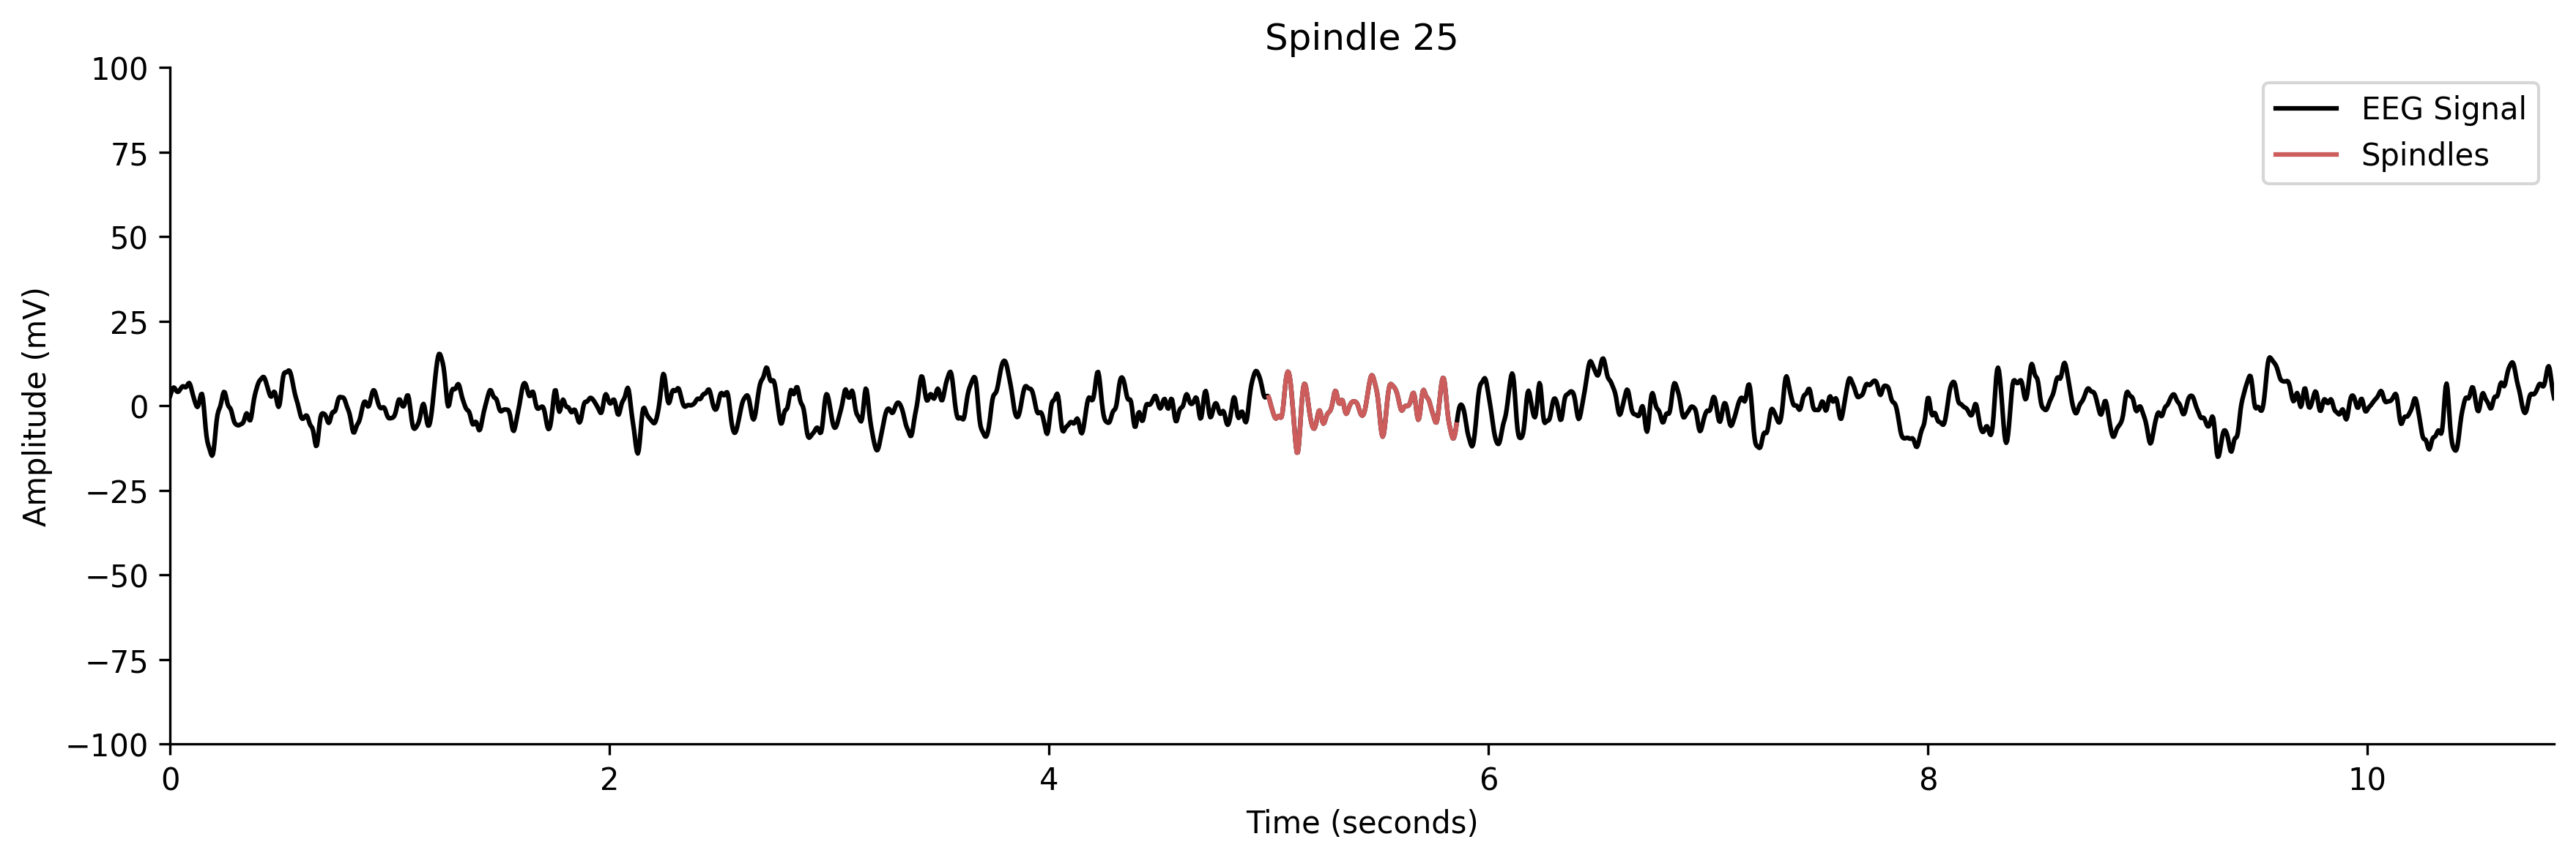 Spindle 25
100
75
50
25
0
−25
−50
−75
−100
Amplitude (mV)
EEG Signal
Spindles
0 2 4 6 8 10
Time (seconds)